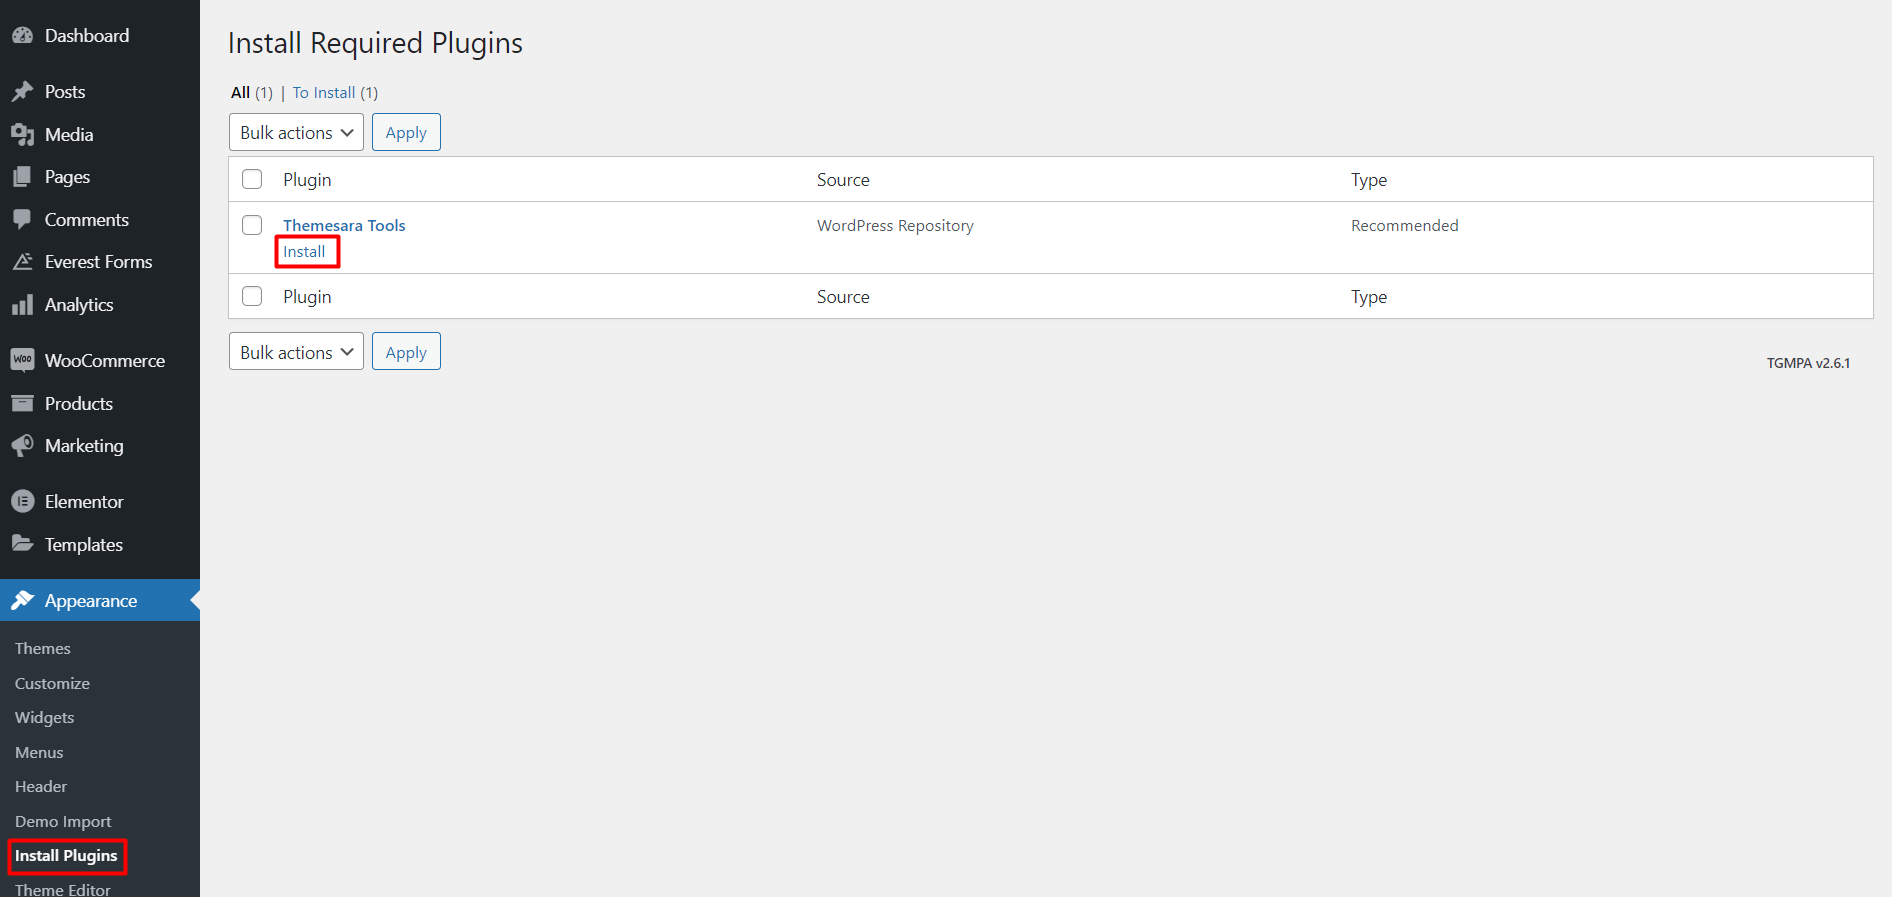 Dashboard
Posts
Media
Pages
Comments
Everest Forms
Analytics
Woo WooCommerce
Products
Marketing
Elementor
Templates
Appearance
Themes
Customize
Widgets
Menus
Header
Demo Import
Install Plugins
Theme Editor
Install Required Plugins
All (1) | To Install (1)
Bulk actions Apply
Plugin Source Type
Themesara Tools WordPress Repository Recommended
Install
Plugin Source Type
Bulk actions Apply
TGMPA v2.6.1